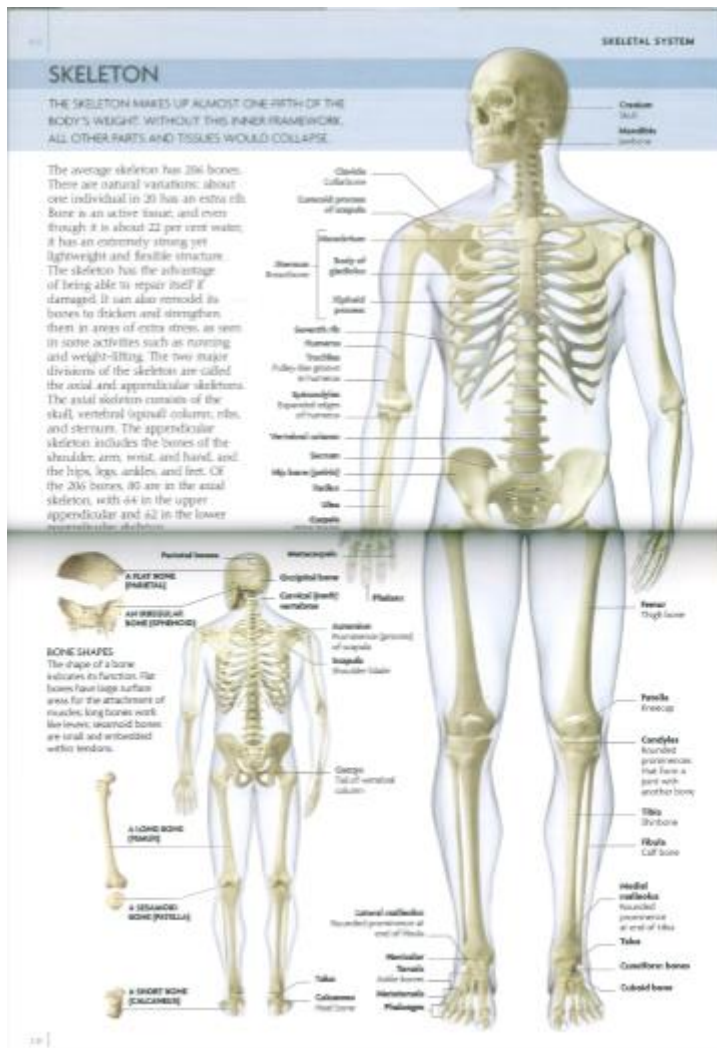 SKELETAL SYSTEM
SKELETON
THE SKELETON MAKES UP ALMOST ONE-FIFTH OF THE
BODY'S WEIGHT. WITHOUT THIS INNER FRAMEWORK,
ALL OTHER PARTS AND TISSUES WOULD COLLAPSE.
The average skeleton has 206 bones.
There are natural variations: about
one individual in 20 has an extra rib.
Bone is an active tissue, and even
though it is about 22 per cent water,
it has an extremely strong yet
lightweight and flexible structure.
The skeleton has the advantage
of being able to repair itself if
damaged. It can also remodel its
bones to thicken and strengthen
them in areas of extra stress, as seen
in some activities such as running
and weight-lifting. The two major
divisions of the skeleton are called
the axial and appendicular skeletons.
The axial skeleton consists of the
skull, vertebral (spinal) column, ribs,
and sternum. The appendicular
skeleton includes the bones of the
shoulder, arm, wrist, and hand, and
the hips, legs, ankles, and feet. Of
the 206 bones, 80 are in the axial
skeleton, with 64 in the upper
appendicular and 62 in the lower
appendicular skeleton
Cranium
Skull
Mandible
Jawbone
Clavicle
Collarbone
process
of scapula
Manubrium
Sternum
Breastbone
Body of
Xiphoid
process
Seventh rib
Humerus
Trochlea
Pulley-like groove
in humerus
Expanded edges
of humerus
Vertebral column
Sacrum
Hip bone (pelvis)
Radius
Ulna
Carpals
Metacarpals
Phalanx
Parietal bones
Occipital bone
Cervical (neck)
vertebrae
A FLAT BONE
(PARIETAL)
AN IRREGULAR
BONE (SPHENOID)
Acromion
Prominence (process)
of scapula
Scapula
Shoulder blade
BONE SHAPES
The shape of a bone
indicates its function. Flat
bones have large surface
areas for the attachment of
muscles; long bones work
like levers; sesamoid bones
are small and embedded
within tendons.
Coccyx
Tail of vertebral
column
A LONG BONE
(FEMUR)
A SESAMOID
BONE (PATELLA)
A SHORT BONE
(CALCANEUS)
Talus
Calcaneus
Heel bone
Femur
Thigh bone
Patella
Kneecap
Condyles
Rounded
prominences
that form a
joint with
another bone
Tibia
Shinbone
Fibula
Calf bone
Medial
malleolus
Rounded
prominence
at end of tibia
Talus
Cuneiform bones
Cuboid bone
Lateral malleolus
Rounded prominence at
end of fibula
Navicular
Tarsals
Ankle bones
Metatarsals
Phalanges